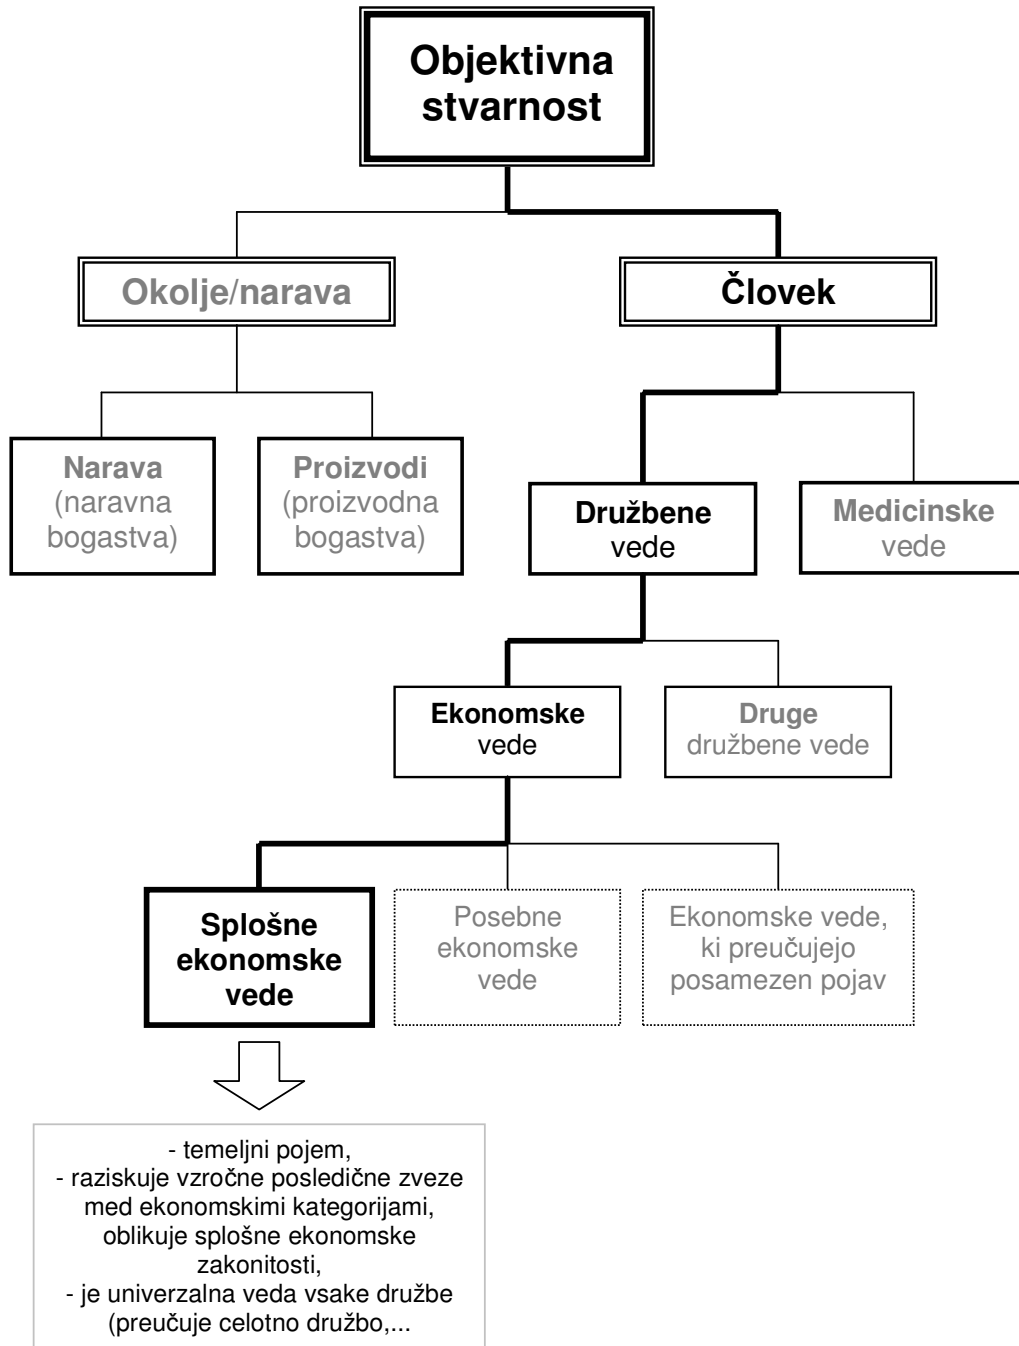 Objektivna
stvarnost
Okolje/narava
Človek
Narava
(naravna
bogastva)
Proizvodi
(proizvodna
bogastva)
Družbene
vede
Medicinske
vede
Ekonomske
vede
Druge
družbene vede
Splošne
ekonomske
vede
Posebne
ekonomske
vede
Ekonomske vede,
ki preučujejo
posamezen pojav
- temeljni pojem,
- raziskuje vzročne posledične zveze
med ekonomskimi kategorijami,
oblikuje splošne ekonomske
zakonitosti,
- je univerzalna veda vsake družbe
(preučuje celotno družbo,...